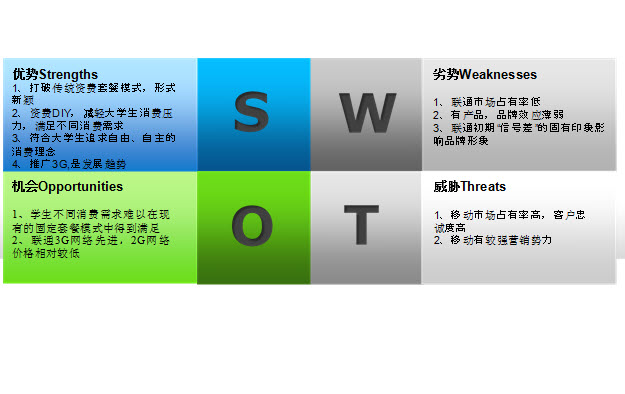 优势Strengths
1、打破传统资费套餐模式，形式
新颖
2、资费DIY，减轻大学生消费压
力，满足不同消费需求
3、符合大学生追求自由、自主的
消费理念
4、推广3G,是发展趋势
S
W
劣势Weaknesses
1、联通市场占有率低
2、有产品，品牌效应薄弱
3、联通初期“信号差”的固有印象影
响品牌形象
机会Opportunities
1、学生不同消费需求难以在现
有的固定套餐模式中得到满足
2、联通3G网络先进，2G网络
价格相对较低
O
T
威胁Threats
1、移动市场占有率高，客户忠
诚度高
2、移动有较强营销势力